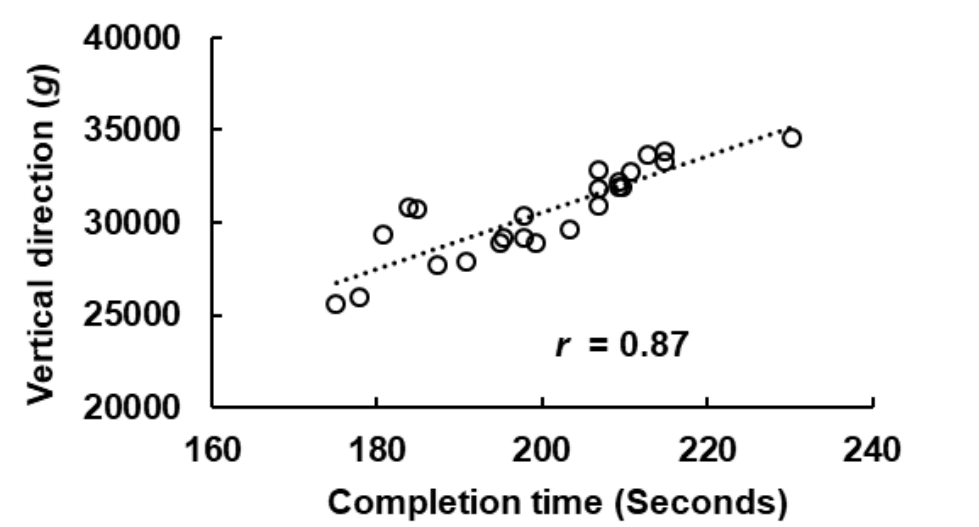 40000
35000
30000
25000
20000
Vertical direction (g)
r = 0.87
160 180 200 220 240
Completion time (Seconds)